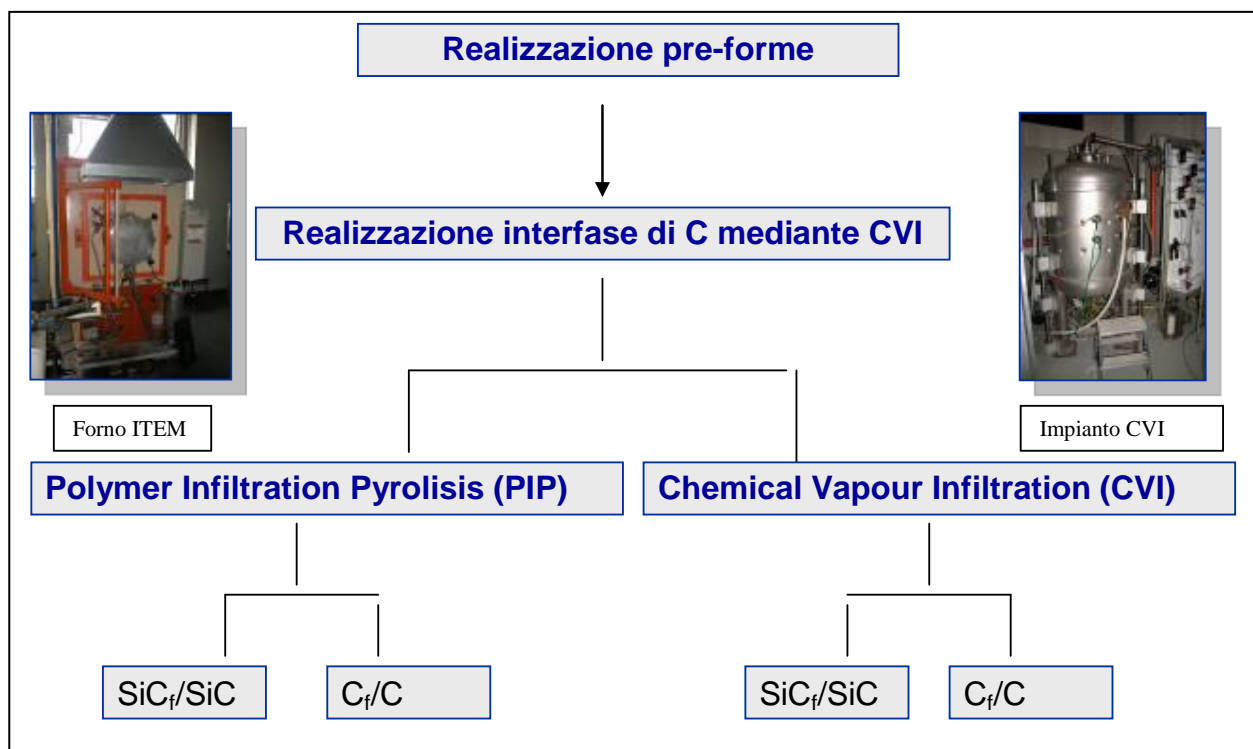 Realizzazione pre-forme
Realizzazione interfase di C mediante CVI
Forno ITEM
Impianto CVI
Polymer Infiltration Pyrolisis (PIP)
Chemical Vapour Infiltration (CVI)
SiCf/SiC
Cf/C
SiCf/SiC
Cf/C